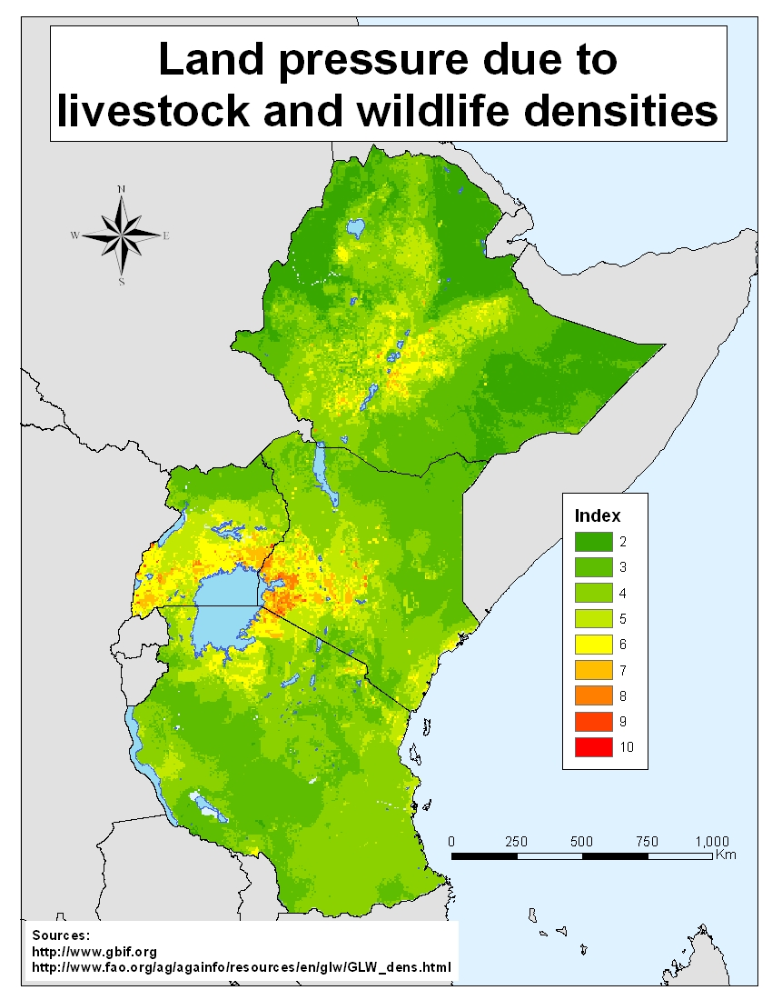 Land pressure due to
livestock and wildlife densities
N
W E
S
Index
2
3
4
5
6
7
8
9
10
0 250 500 750 1,000
Km
Sources:
http://www.gbif.org
http://www.fao.org/ag/againfo/resources/en/glw/GLW_dens.html